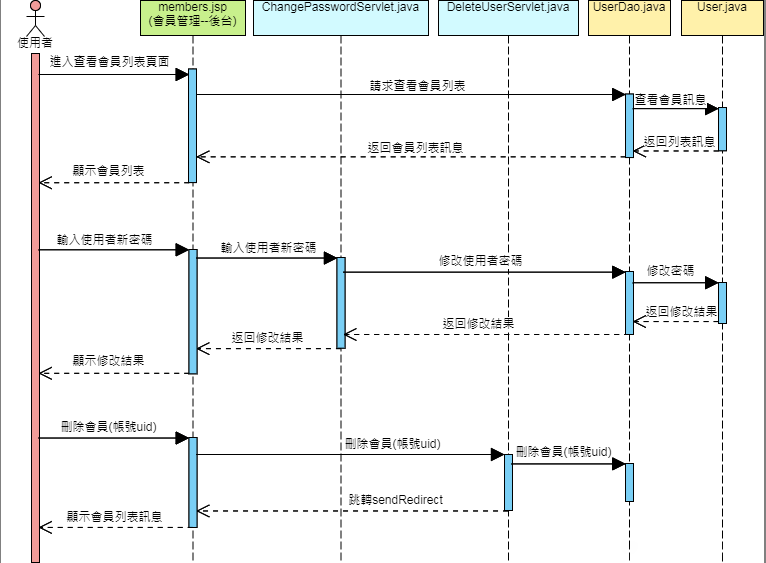 members.jsp
(會員管理--後台)
ChangePasswordServlet.java
DeleteUserServlet.java
UserDao.java
User.java
使用者
進入查看會員列表頁面
請求查看會員列表
查看會員訊息
返回列表訊息
返回會員列表訊息
顯示會員列表
輸入使用者新密碼
輸入使用者新密碼
修改使用者密碼
修改密碼
返回修改結果
返回修改結果
返回修改結果
顯示修改結果
刪除會員(帳號uid)
刪除會員(帳號uid)
刪除會員(帳號uid)
跳轉sendRedirect
顯示會員列表訊息